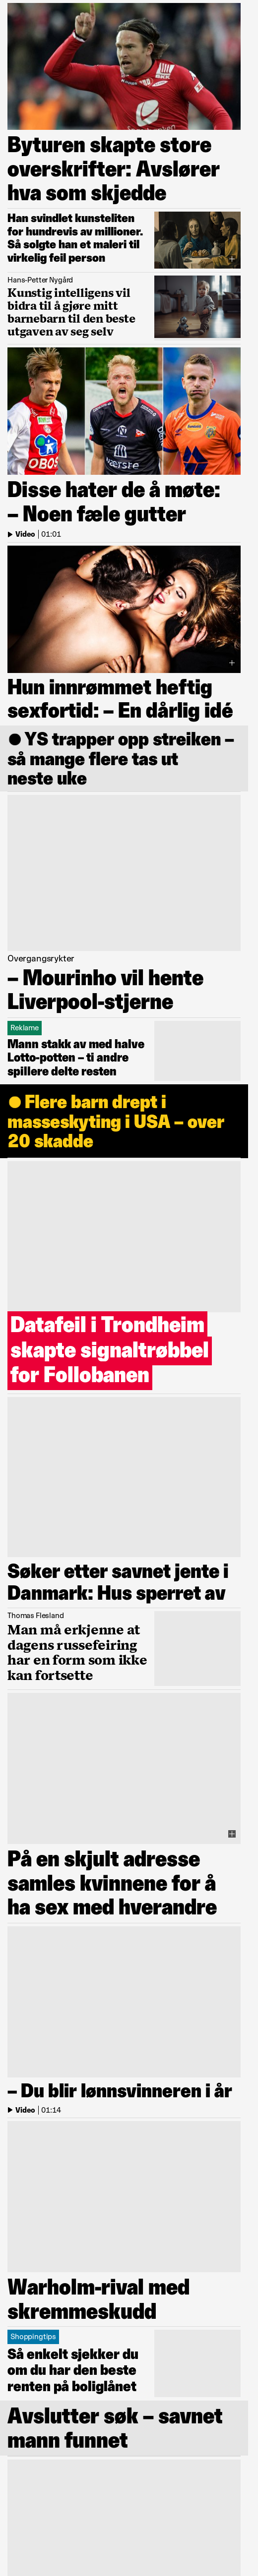 Byturen skapte store
overskrifter: Avslører
hva som skjedde
Han svindlet kunsteliten
for hundrevis av millioner.
Så solgte han et maleri til
virkelig feil person
Hans-Petter Nygård
Kunstig intelligens vil
bidra til å gjøre mitt
barnebarn til den beste
utgaven av seg selv
OBOS
Disse hater de å møte:
– Noen fæle gutter
Video | 01:01
Hun innrømmet heftig
sexfortid: – En dårlig idé
YS trapper opp streiken –
så mange flere tas ut
neste uke
Overgangsrykter
– Mourinho vil hente
Liverpool-stjerne
Reklame
Mann stakk av med halve
Lotto-potten – ti andre
spillere delte resten
Flere barn drept i
masseskyting i USA – over
20 skadde
Datafeil i Trondheim
skapte signaltrøbbel
for Follobanen
Søker etter savnet jente i
Danmark: Hus sperret av
Thomas Flesland
Man må erkjenne at
dagens russefeiring
har en form som ikke
kan fortsette
På en skjult adresse
samles kvinnene for å
ha sex med hverandre
– Du blir lønnsvinneren i år
Video | 01:14
Warholm-rival med
skremmeskudd
Shoppingtips
Så enkelt sjekker du
om du har den beste
renten på boliglånet
Avslutter søk – savnet
mann funnet